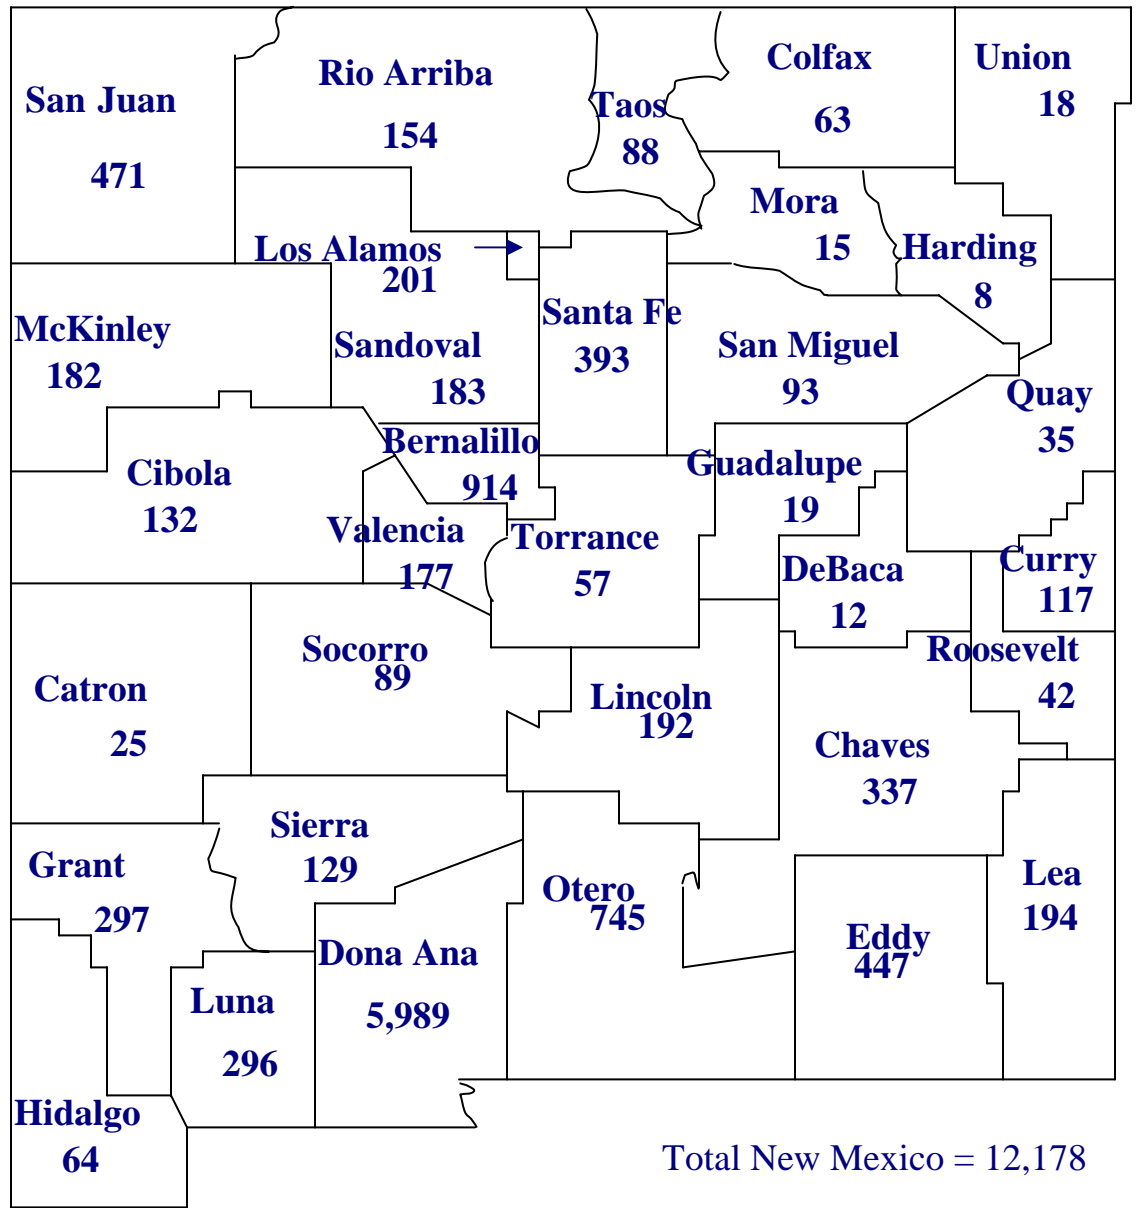 San Juan
471
Rio Arriba
154
Taos
88
Colfax
63
Union
18
Mora
15
Harding
8
Los Alamos
201
Santa Fe
393
McKinley
182
Sandoval
183
San Miguel
93
Quay
35
Bernalillo
914
Cibola
132
Guadalupe
19
Valencia
177
Torrance
57
DeBaca
12
Curry
117
Socorro
89
Roosevelt
42
Catron
25
Lincoln
192
Chaves
337
Sierra
129
Grant
297
Otero
745
Lea
194
Eddy
447
Dona Ana
5,989
Luna
296
Hidalgo
64
Total New Mexico = 12,178